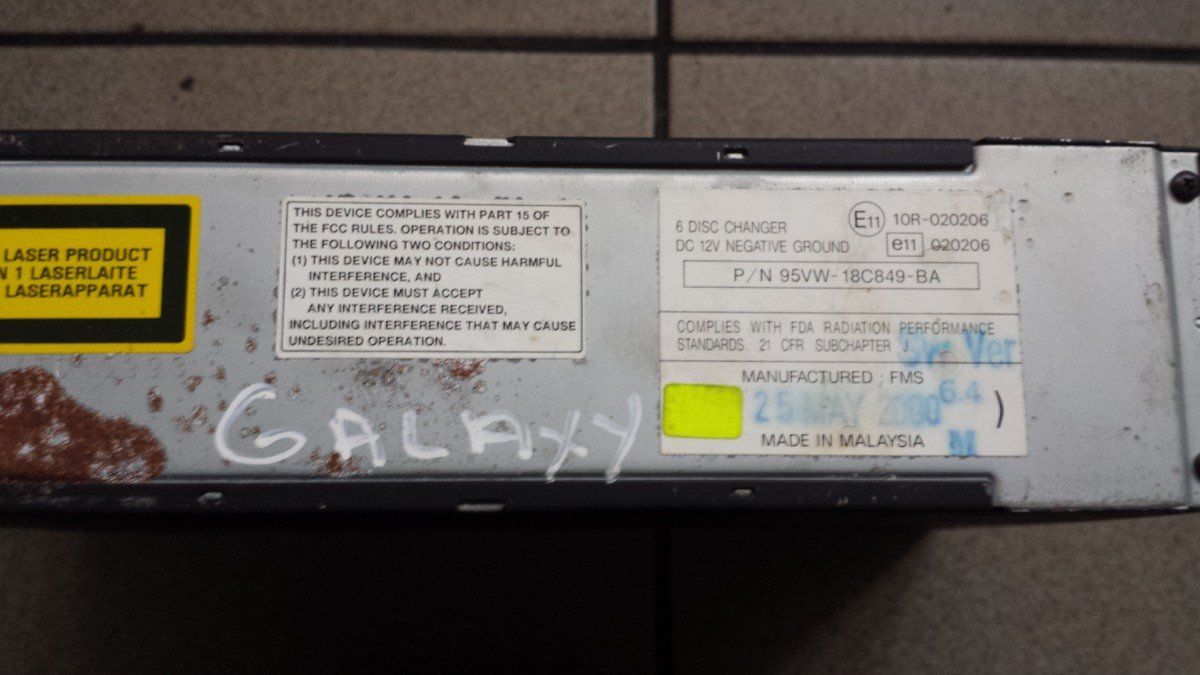 LASER PRODUCT
N 1 LASERLAITE
LASERAPPARAT
THIS DEVICE COMPLIES WITH PART 15 OF
THE FCC RULES. OPERATION IS SUBJECT TO
THE FOLLOWING TWO CONDITIONS:
(1) THIS DEVICE MAY NOT CAUSE HARMFUL
INTERFERENCE, AND
(2) THIS DEVICE MUST ACCEPT
ANY INTERFERENCE RECEIVED,
INCLUDING INTERFERENCE THAT MAY CAUSE
UNDESIRED OPERATION.
6 DISC CHANGER E11 10R-020206
DC 12V NEGATIVE GROUND e11 020206
P/N 95VW-18C849-BA
COMPLIES WITH FDA RADIATION PERFORMANCE
STANDARDS. 21 CFR SUBCHAPTER J.
Ver
MANUFACTURED : FMS
25 MAY 2000 6.4 )
MADE IN MALAYSIA M
GALAXY